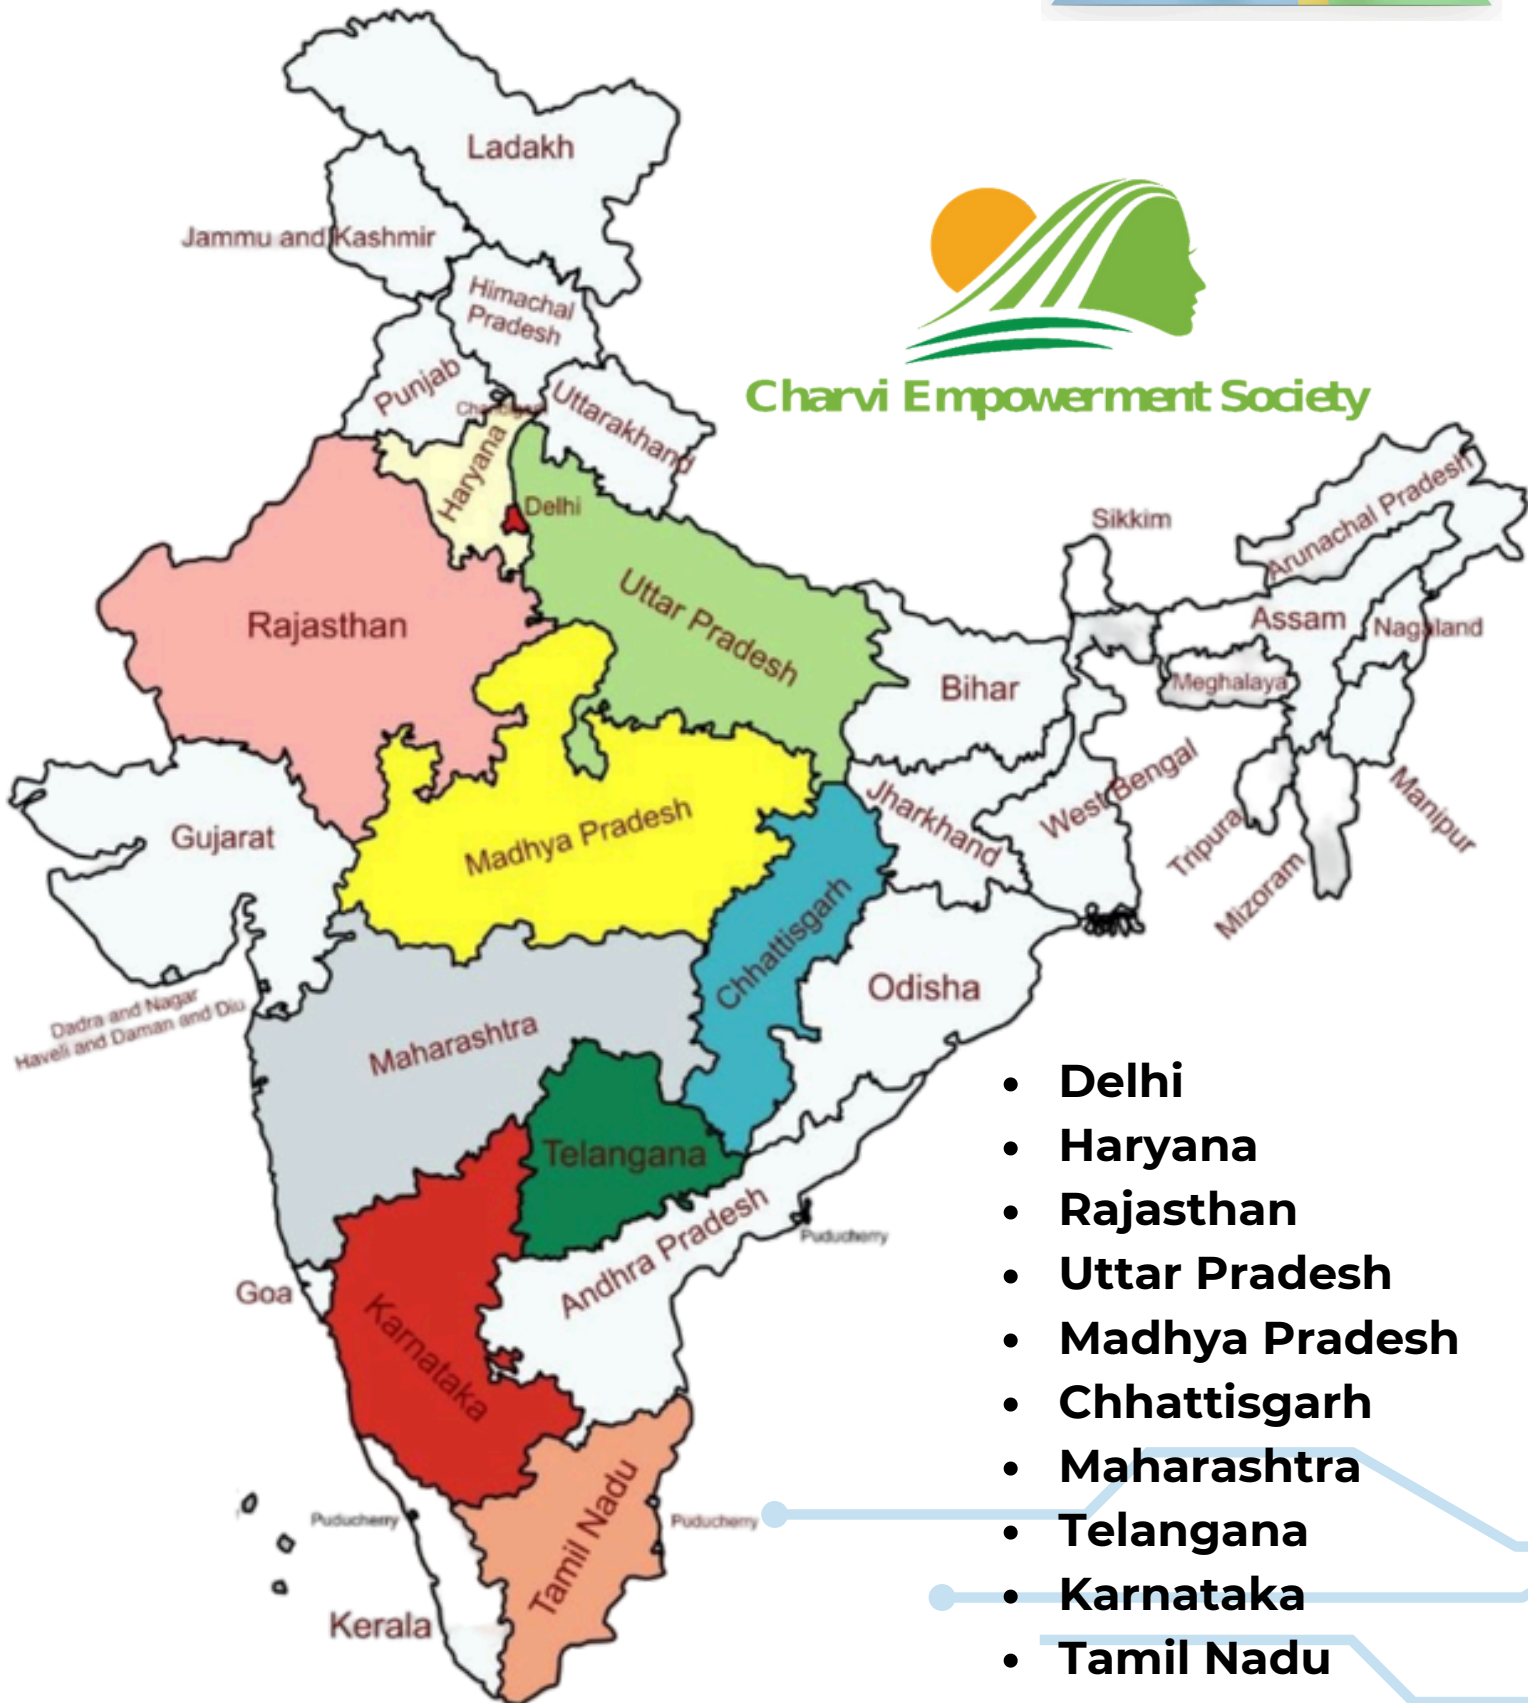 Ladakh
Jammu and Kashmir
Himachal
Pradesh
Punjab
Chandigarh
Uttarakhand
Haryana
Delhi
Charvi Empowerment Society
Sikkim
Arunachal Pradesh
Assam
Nagaland
Meghalaya
Manipur
Tripura
Mizoram
West Bengal
Rajasthan
Uttar Pradesh
Bihar
Jharkhand
Gujarat
Madhya Pradesh
Chhattisgarh
Odisha
Dadra and Nagar
Haveli and Daman and Diu
Maharashtra
Telangana
Andhra Pradesh
Puducherry
Goa
Karnataka
Tamil Nadu
Puducherry
Puducherry
Kerala
• Delhi
• Haryana
• Rajasthan
• Uttar Pradesh
• Madhya Pradesh
• Chhattisgarh
• Maharashtra
• Telangana
• Karnataka
• Tamil Nadu